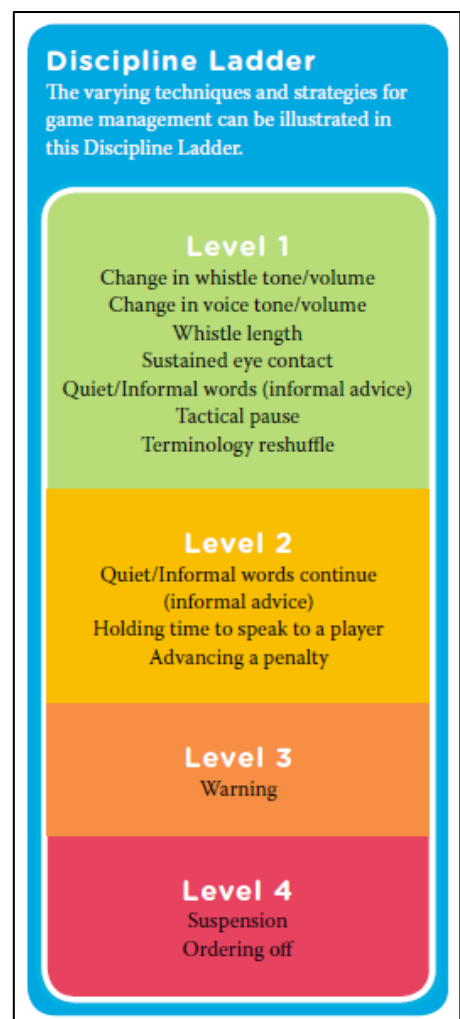 Discipline Ladder
The varying techniques and strategies for
game management can be illustrated in
this Discipline Ladder.
Level 1
Change in whistle tone/volume
Change in voice tone/volume
Whistle length
Sustained eye contact
Quiet/Informal words (informal advice)
Tactical pause
Terminology reshuffle
Level 2
Quiet/Informal words continue
(informal advice)
Holding time to speak to a player
Advancing a penalty
Level 3
Warning
Level 4
Suspension
Ordering off